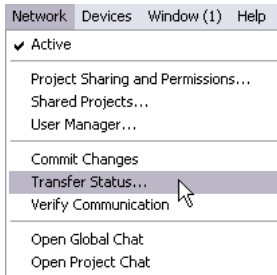 Network Devices Window (1) Help
Active
Project Sharing and Permissions...
Shared Projects...
User Manager...
Commit Changes
Transfer Status...
Verify Communication
Open Global Chat
Open Project Chat